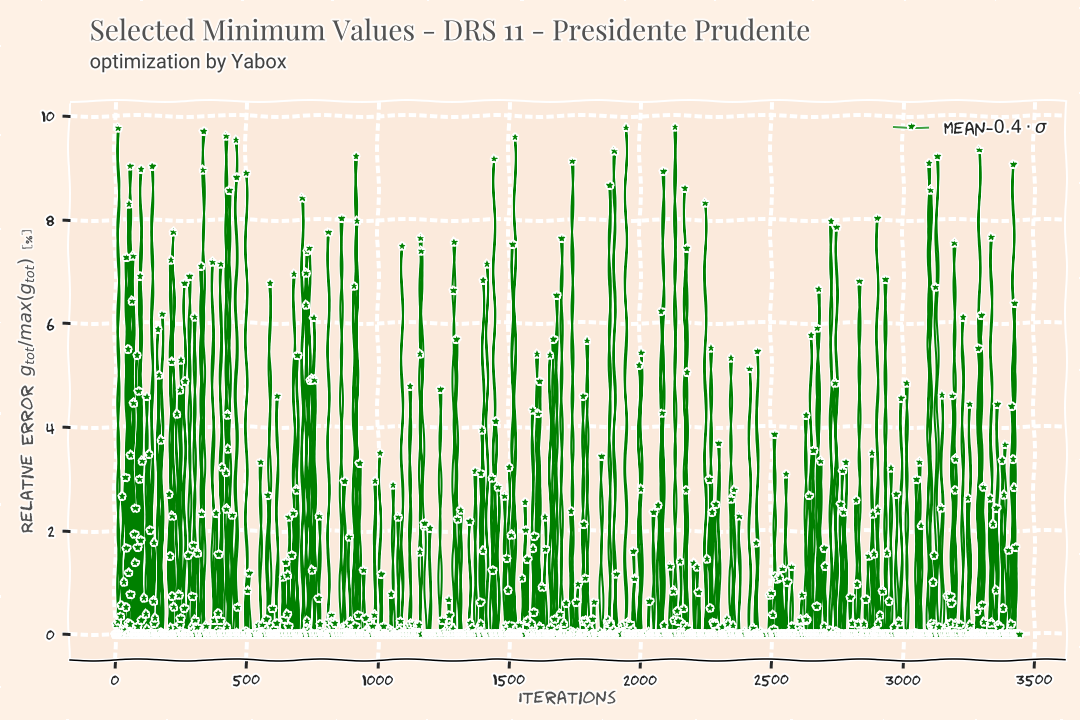 Selected Minimum Values - DRS 11 - Presidente Prudente
optimization by Yabox
MEAN-0.4 · σ
RELATIVE ERROR g_tot/max(g_tot) [%]
10
8
6
4
2
0
0 500 1000 1500 2000 2500 3000 3500
ITERATIONS